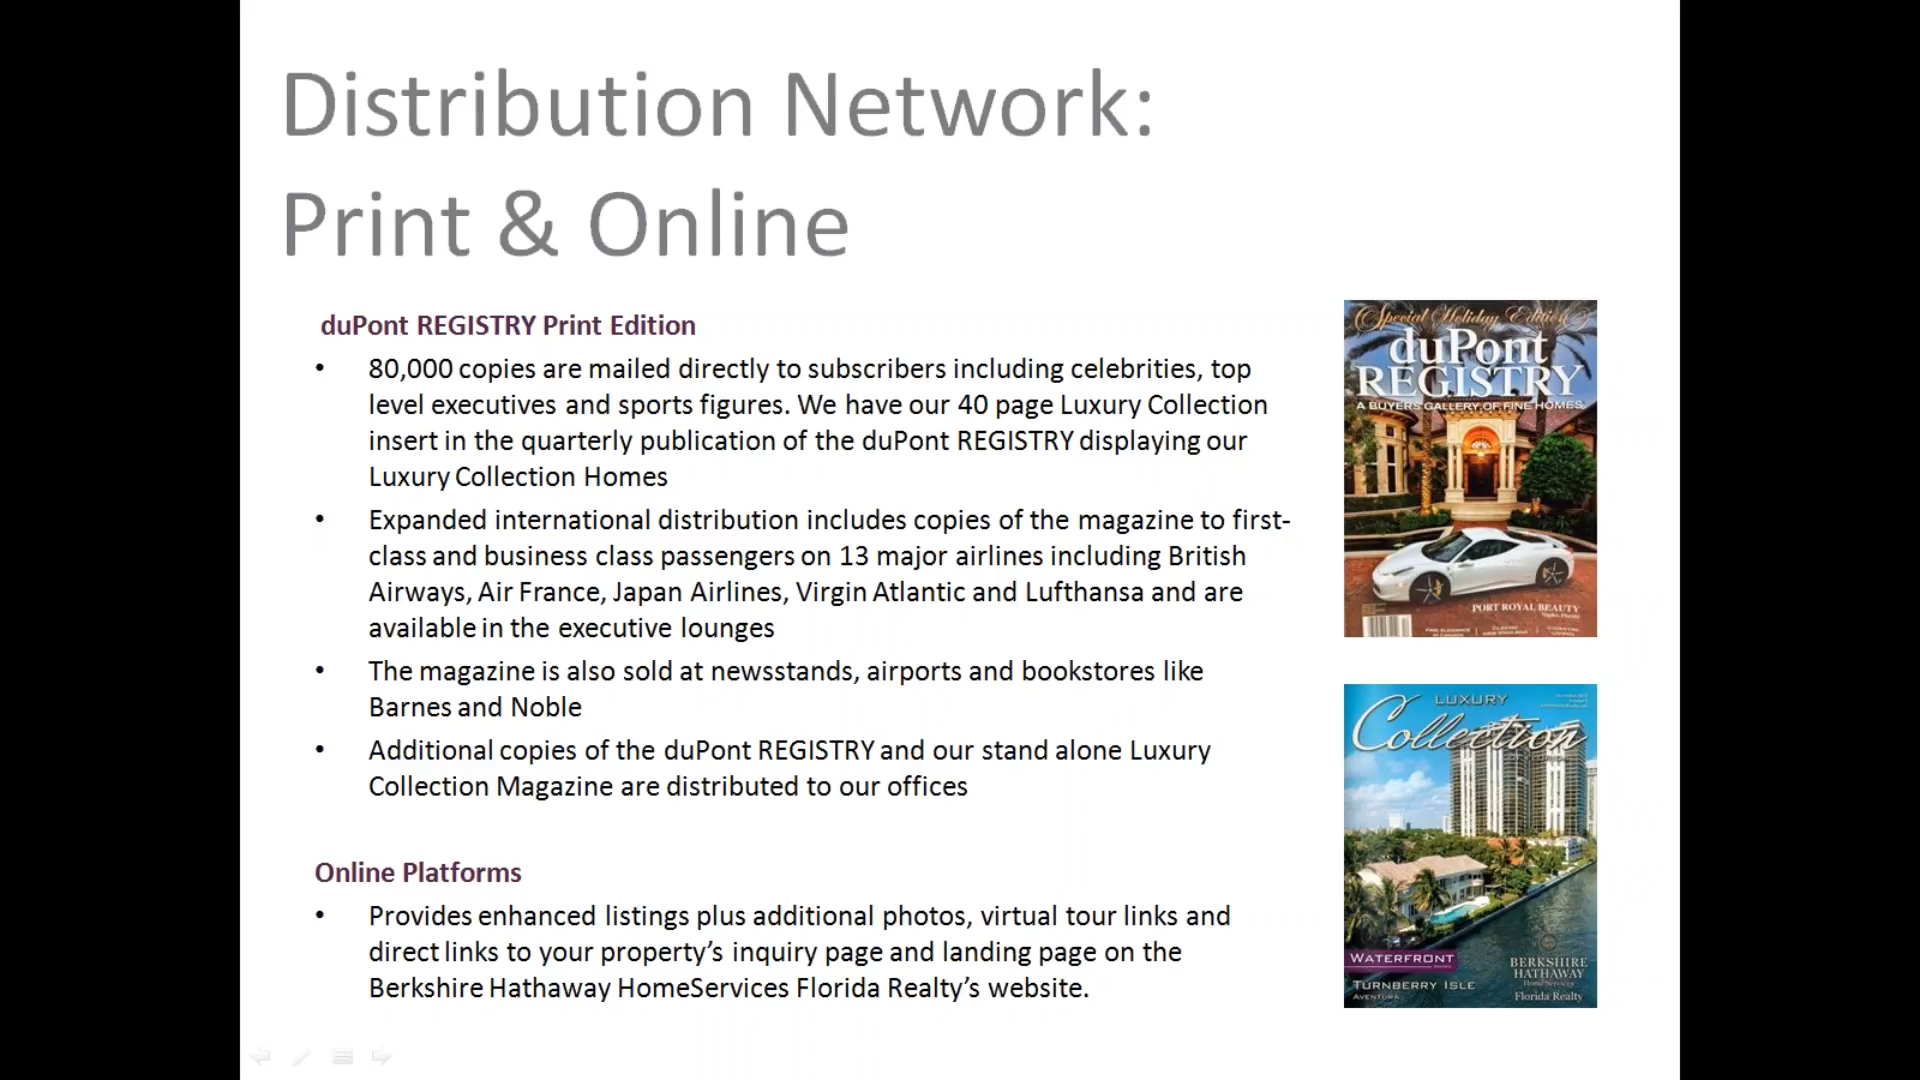 Distribution Network:
Print & Online
duPont REGISTRY Print Edition
• 80,000 copies are mailed directly to subscribers including celebrities, top
level executives and sports figures. We have our 40 page Luxury Collection
insert in the quarterly publication of the duPont REGISTRY displaying our
Luxury Collection Homes
• Expanded international distribution includes copies of the magazine to first-
class and business class passengers on 13 major airlines including British
Airways, Air France, Japan Airlines, Virgin Atlantic and Lufthansa and are
available in the executive lounges
• The magazine is also sold at newsstands, airports and bookstores like
Barnes and Noble
• Additional copies of the duPont REGISTRY and our stand alone Luxury
Collection Magazine are distributed to our offices
Online Platforms
• Provides enhanced listings plus additional photos, virtual tour links and
direct links to your property’s inquiry page and landing page on the
Berkshire Hathaway HomeServices Florida Realty’s website.
Special Holiday Edition
duPont
REGISTRY
A BUYERS GALLERY OF FINE HOMES
PORT ROYAL BEAUTY
LUXURY
Collection
WATERFRONT
TURNBERRY ISLE
AVENTURA
BERKSHIRE
HATHAWAY
HomeServices
Florida Realty